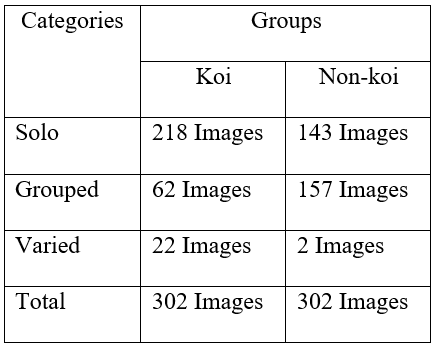 Categories Groups
Koi Non-koi
Solo 218 Images 143 Images
Grouped 62 Images 157 Images
Varied 22 Images 2 Images
Total 302 Images 302 Images